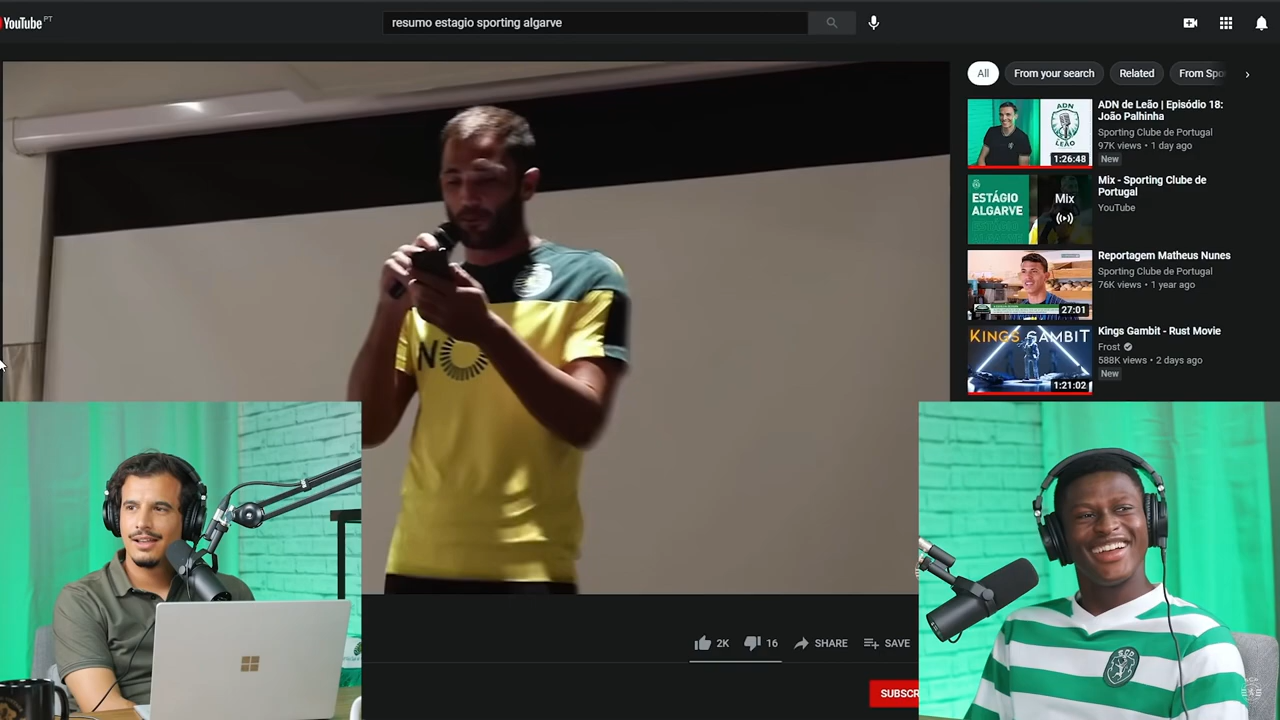 YouTube PT
resumo estagio sporting algarve
All
From your search
Related
From Spo
ADN de Leão | Episódio 18:
João Palhinha
Sporting Clube de Portugal
97K views • 1 day ago
New
ADN
DE
LEÃO
1:26:48
Mix - Sporting Clube de
Portugal
YouTube
ESTÁGIO
ALGARVE
Mix
Reportagem Matheus Nunes
Sporting Clube de Portugal
76K views • 1 year ago
27:01
Kings Gambit - Rust Movie
Frost
588K views • 2 days ago
New
KINGS GAMBIT
1:21:02
NO
2K
16
SHARE
SAVE
SUBSCR
SCP